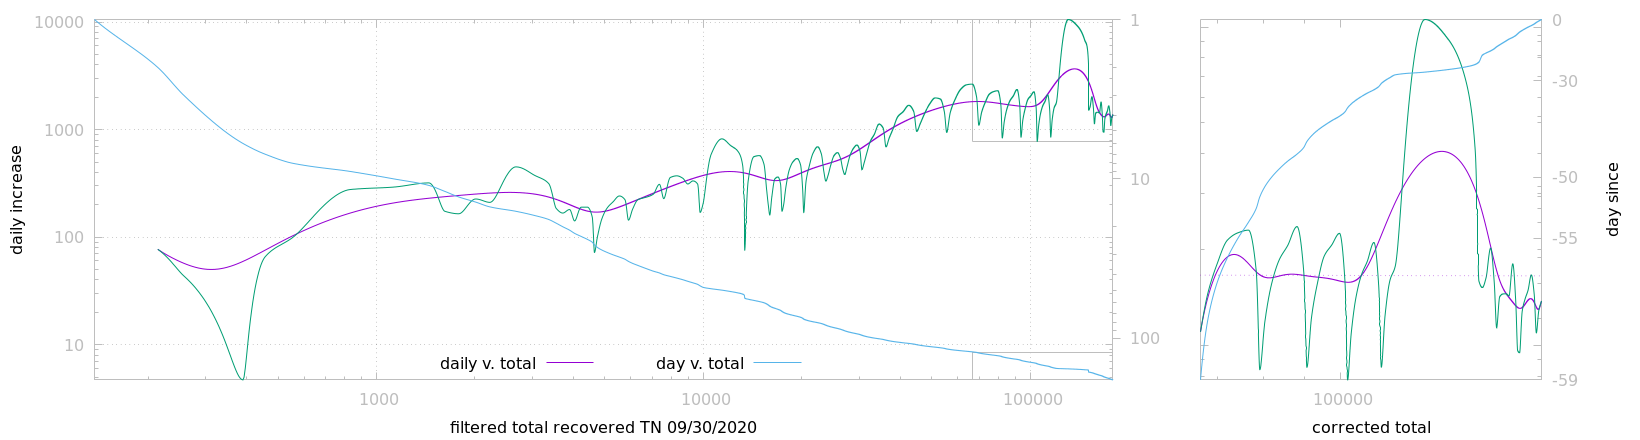 10000
1000
100
10
daily increase
1
10
100
daily v. total
day v. total
1000
10000
100000
filtered total recovered TN 09/30/2020
0
-30
-50
-55
-59
day since
100000
corrected total